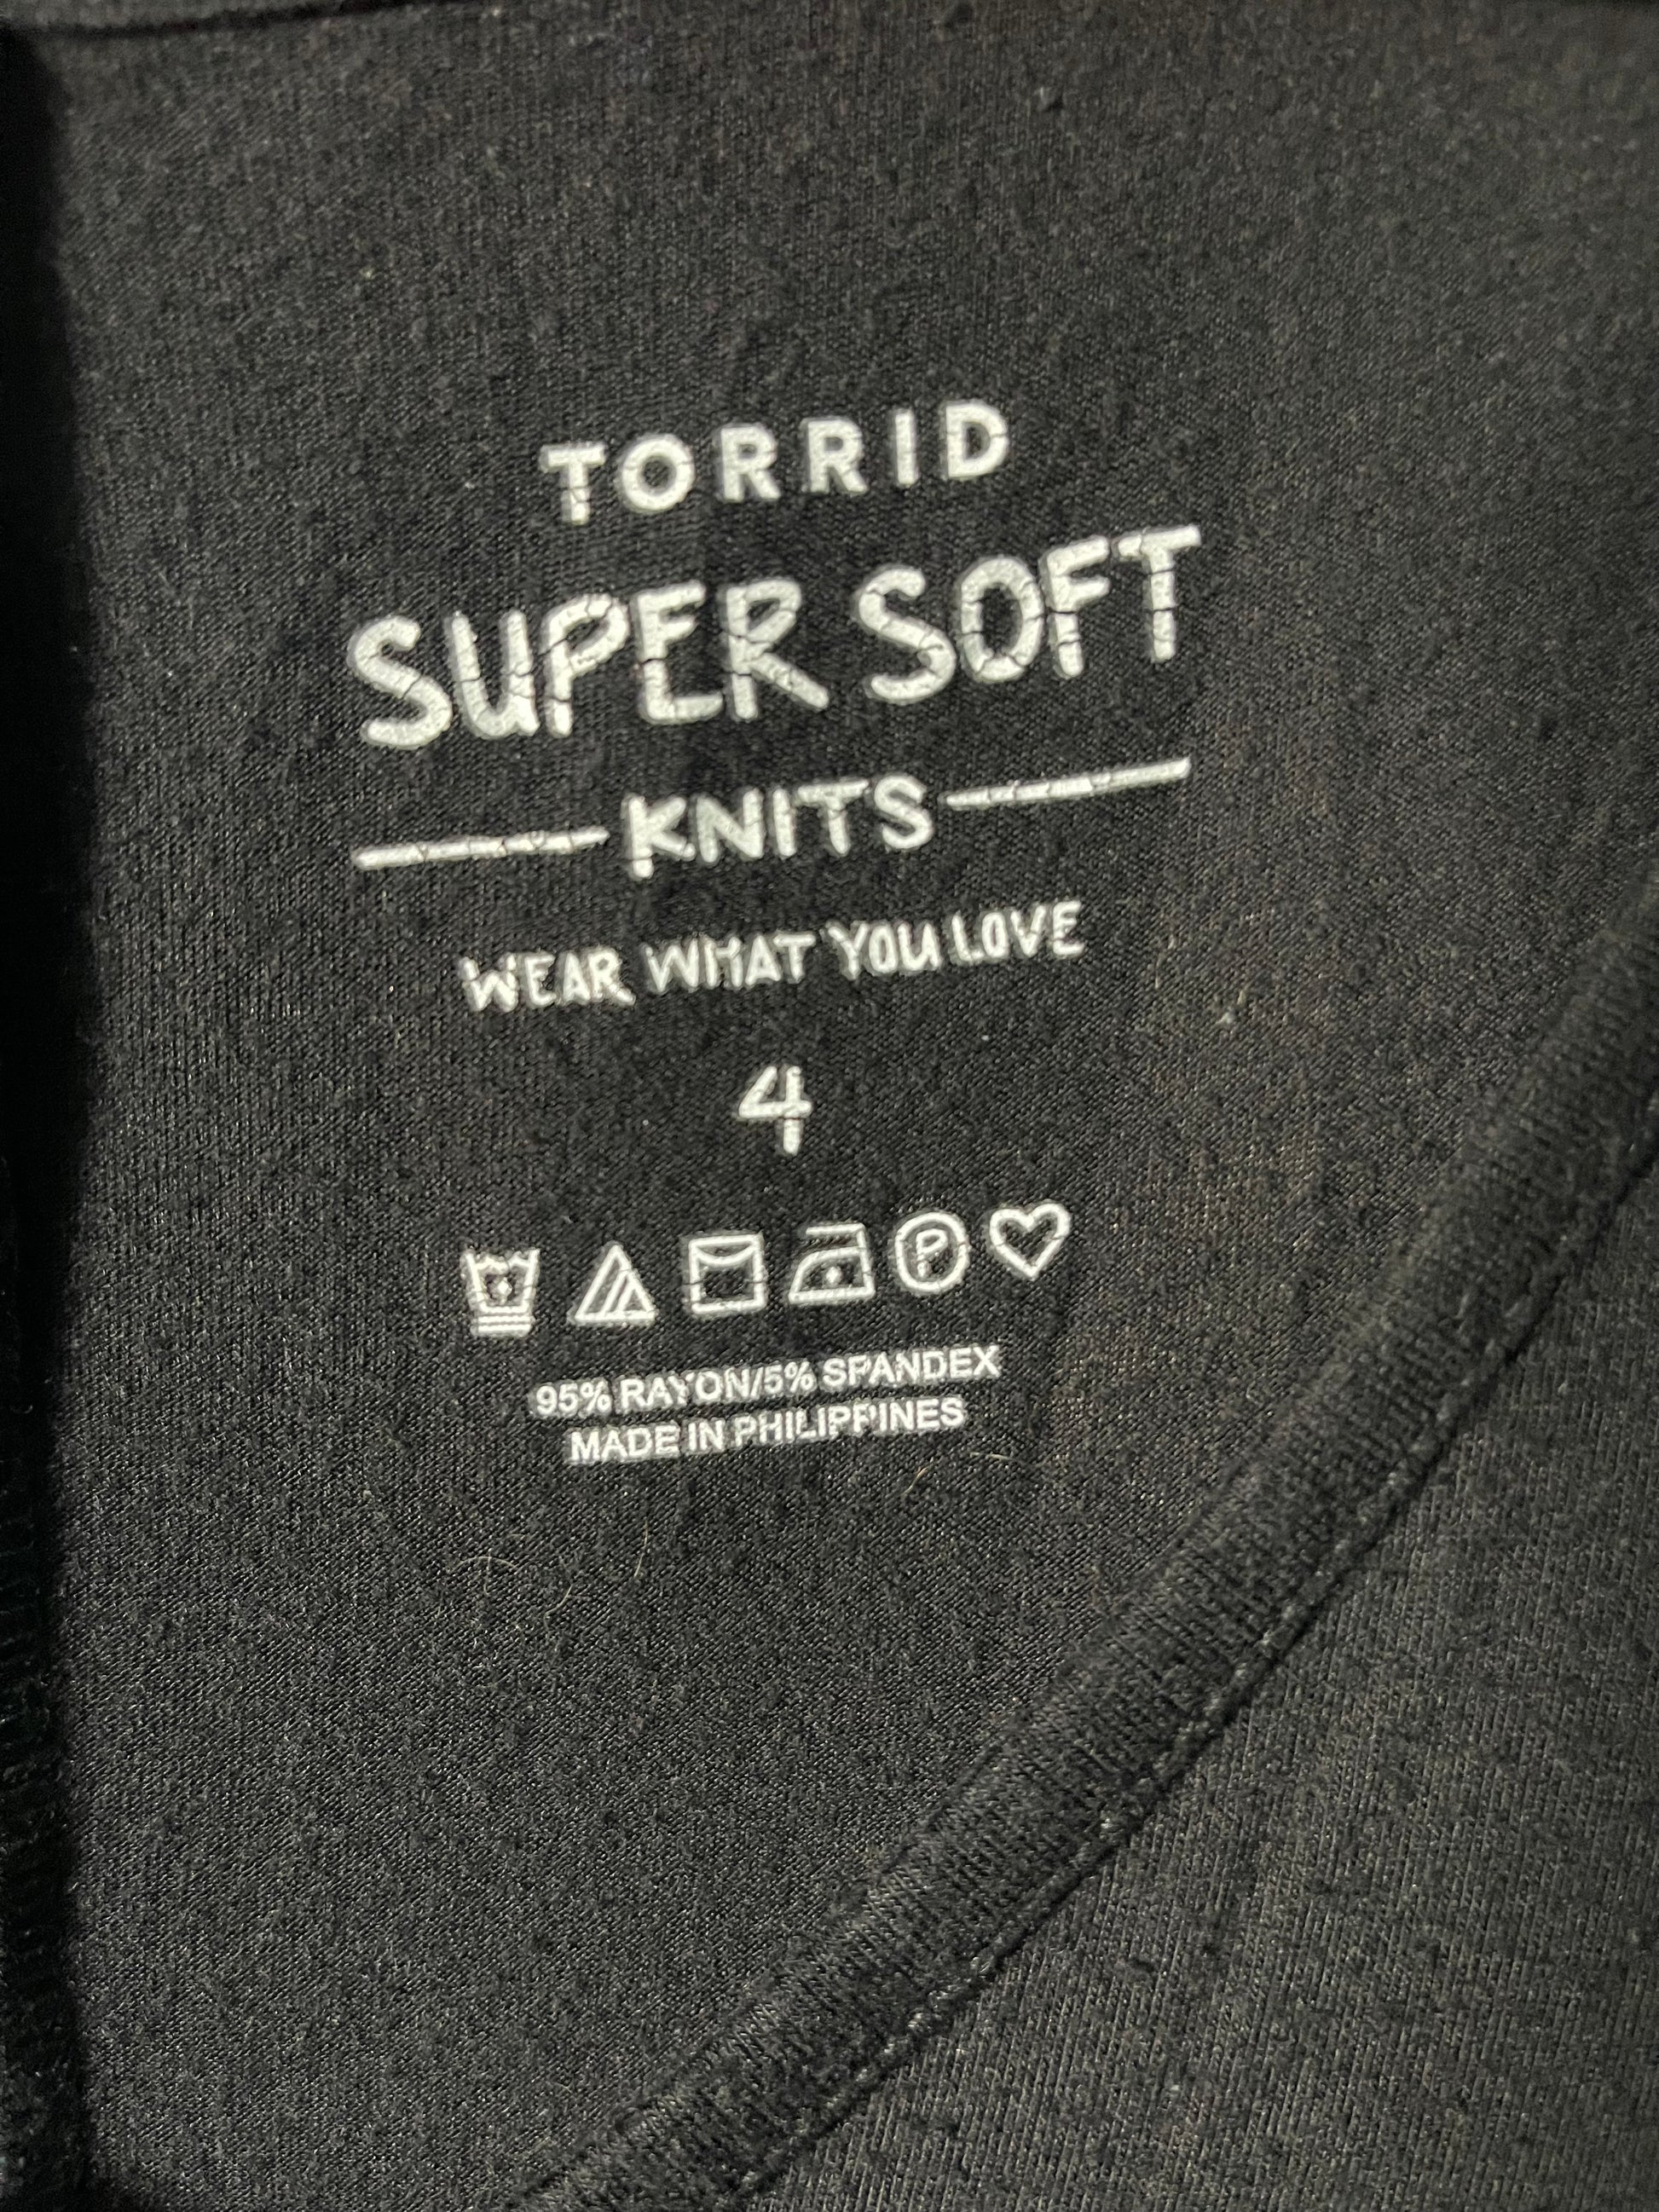 TORRID
SUPER SOFT
KNITS
WEAR WHAT YOU LOVE
4
P
95% RAYON/5% SPANDEX
MADE IN PHILIPPINES